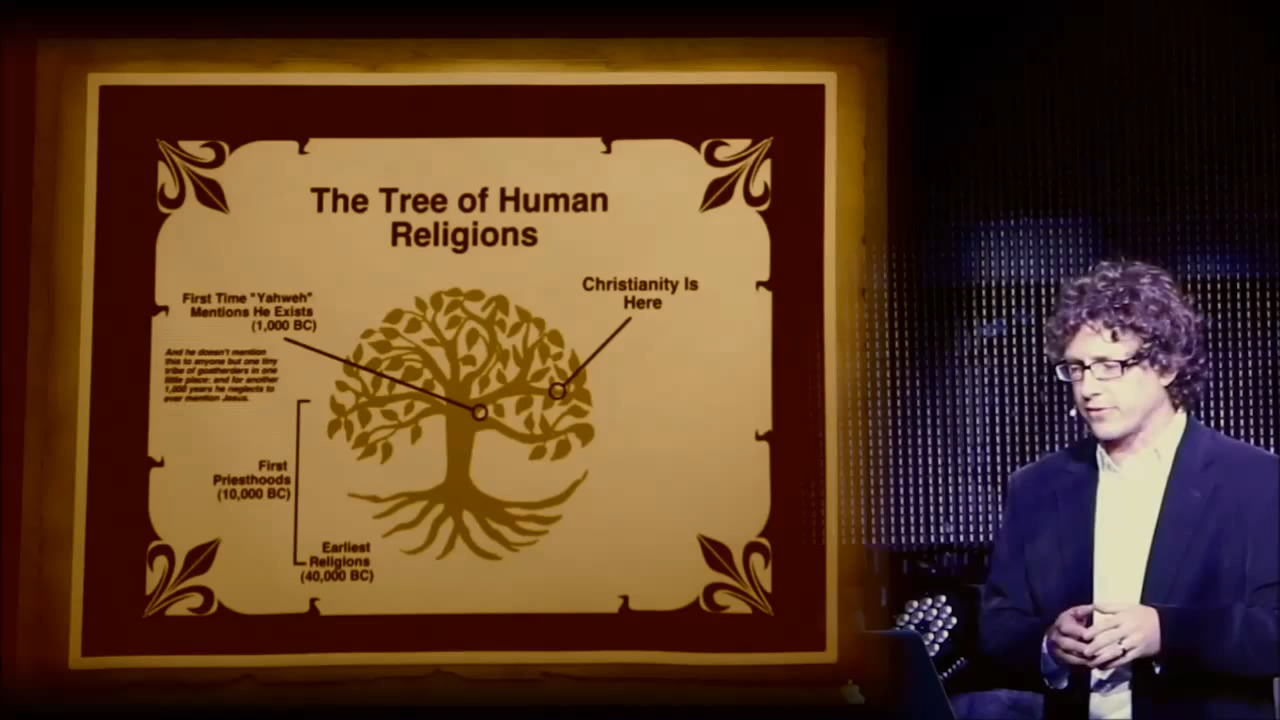 The Tree of Human
Religions
Christianity Is
Here
First Time "Yahweh"
Mentions He Exists
(1,000 BC)
And he doesn't mention
this to anyone but one tiny
tribe of goatherders in one
little place; and for another
1,000 years he neglects to
ever mention Jesus.
First
Priesthoods
(10,000 BC)
Earliest
Religions
(40,000 BC)